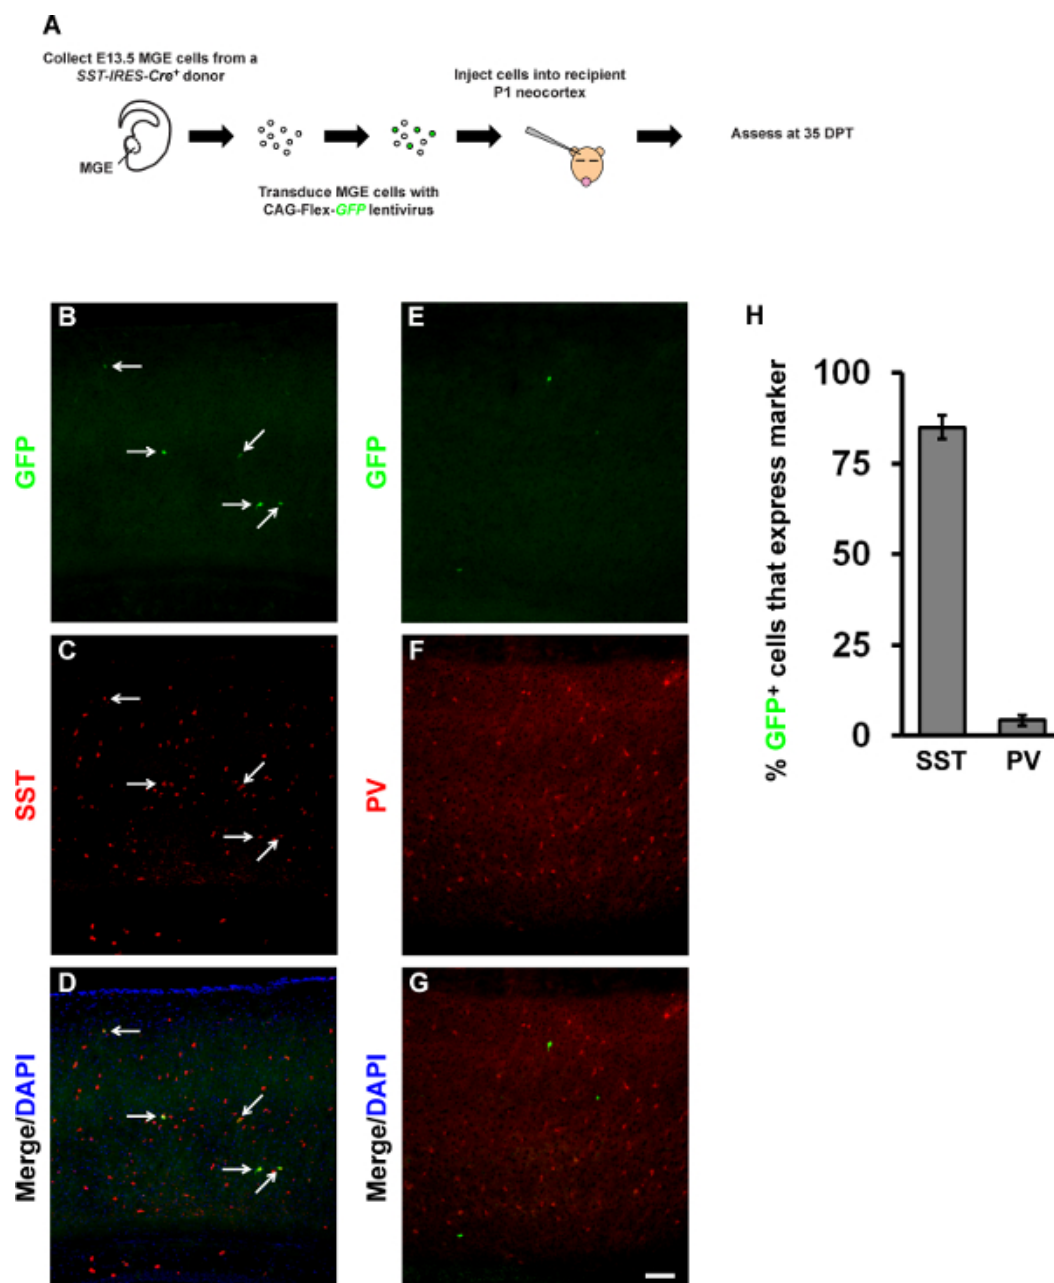 A
Collect E13.5 MGE cells from a
SST-IRES-Cre⁺ donor
MGE
Transduce MGE cells with
CAG-Flex-GFP lentivirus
Inject cells into recipient
P1 neocortex
Assess at 35 DPT
B
GFP
C
SST
D
Merge/DAPI
E
GFP
F
PV
G
Merge/DAPI
H
% GFP⁺ cells that express marker
100
75
50
25
0
SST PV